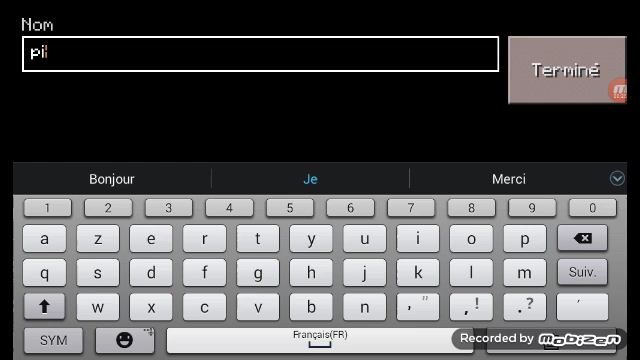 Nom
pi
Terminé
Bonjour Je Merci
1 2 3 4 5 6 7 8 9 0
a z e r t y u i o p
q s d f g h j k l m Suiv.
w x c v b n ' " , ! . ? ´
SYM Français(FR)
Recorded by mobizen